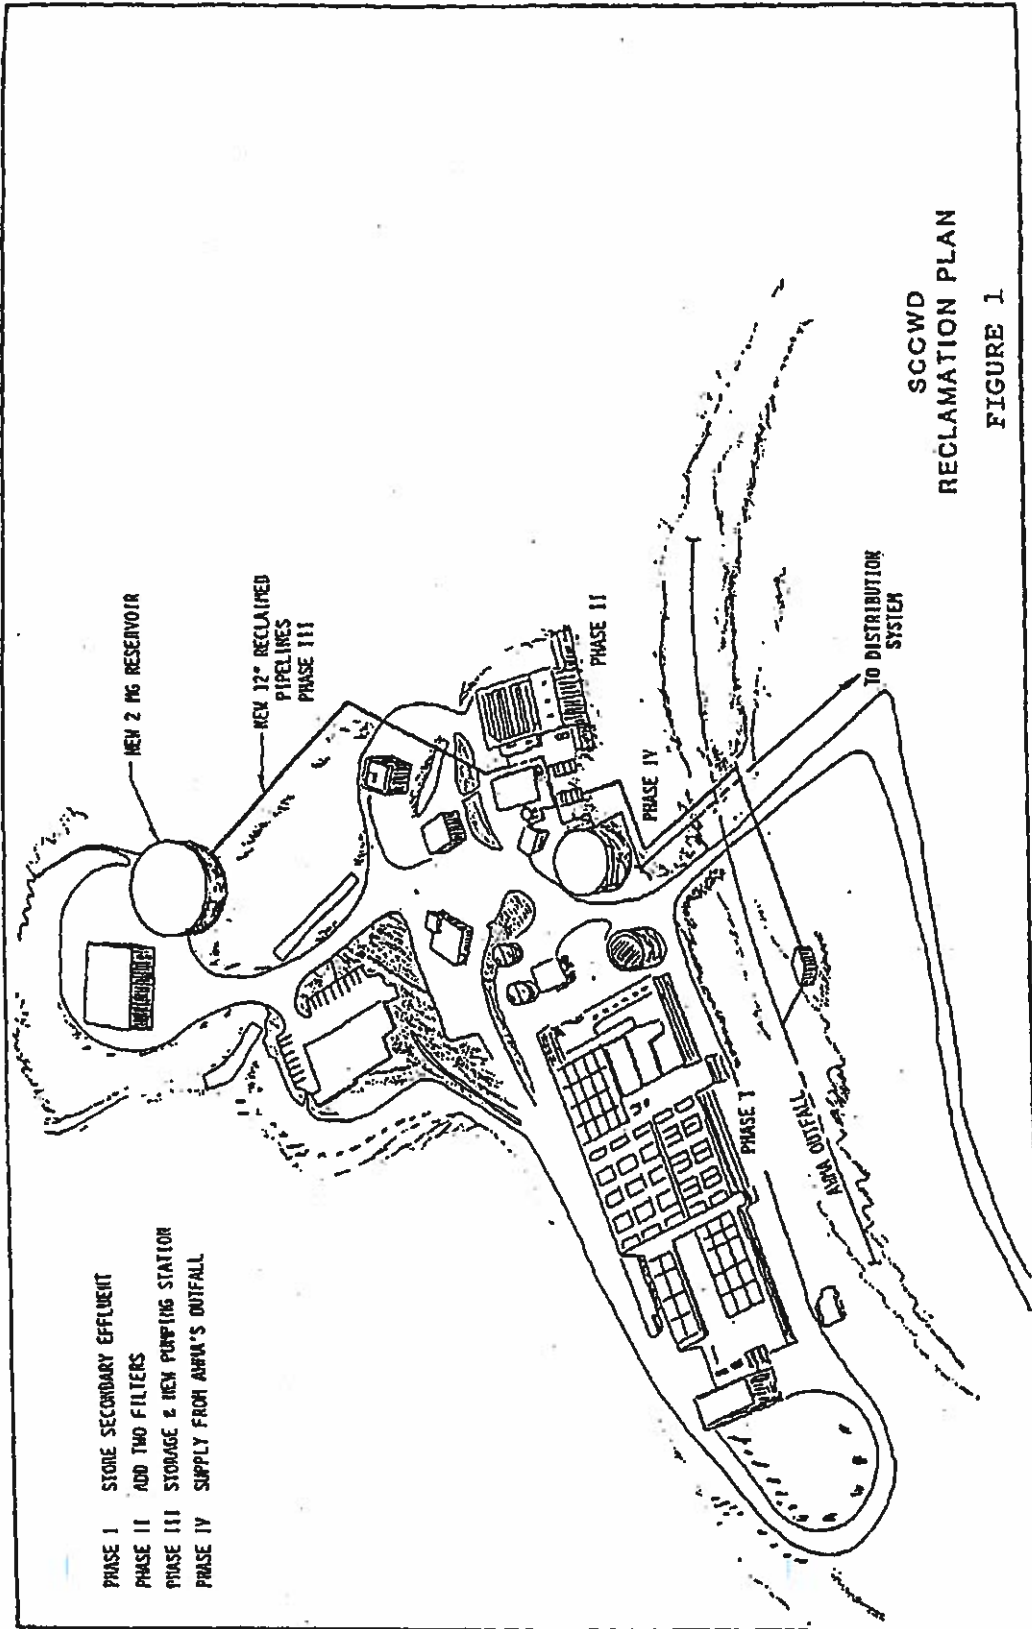 PHASE I STORE SECONDARY EFFLUENT
PHASE II ADD TWO FILTERS
PHASE III STORAGE & NEW PUMPING STATION
PHASE IV SUPPLY FROM AWMA'S OUTFALL
NEW 2 MG RESERVOIR
NEW 12" RECLAIMED
PIPELINES
PHASE III
PHASE II
PHASE IV
PHASE I
AWMA OUTFALL
TO DISTRIBUTION
SYSTEM
SCCWD
RECLAMATION PLAN
FIGURE 1